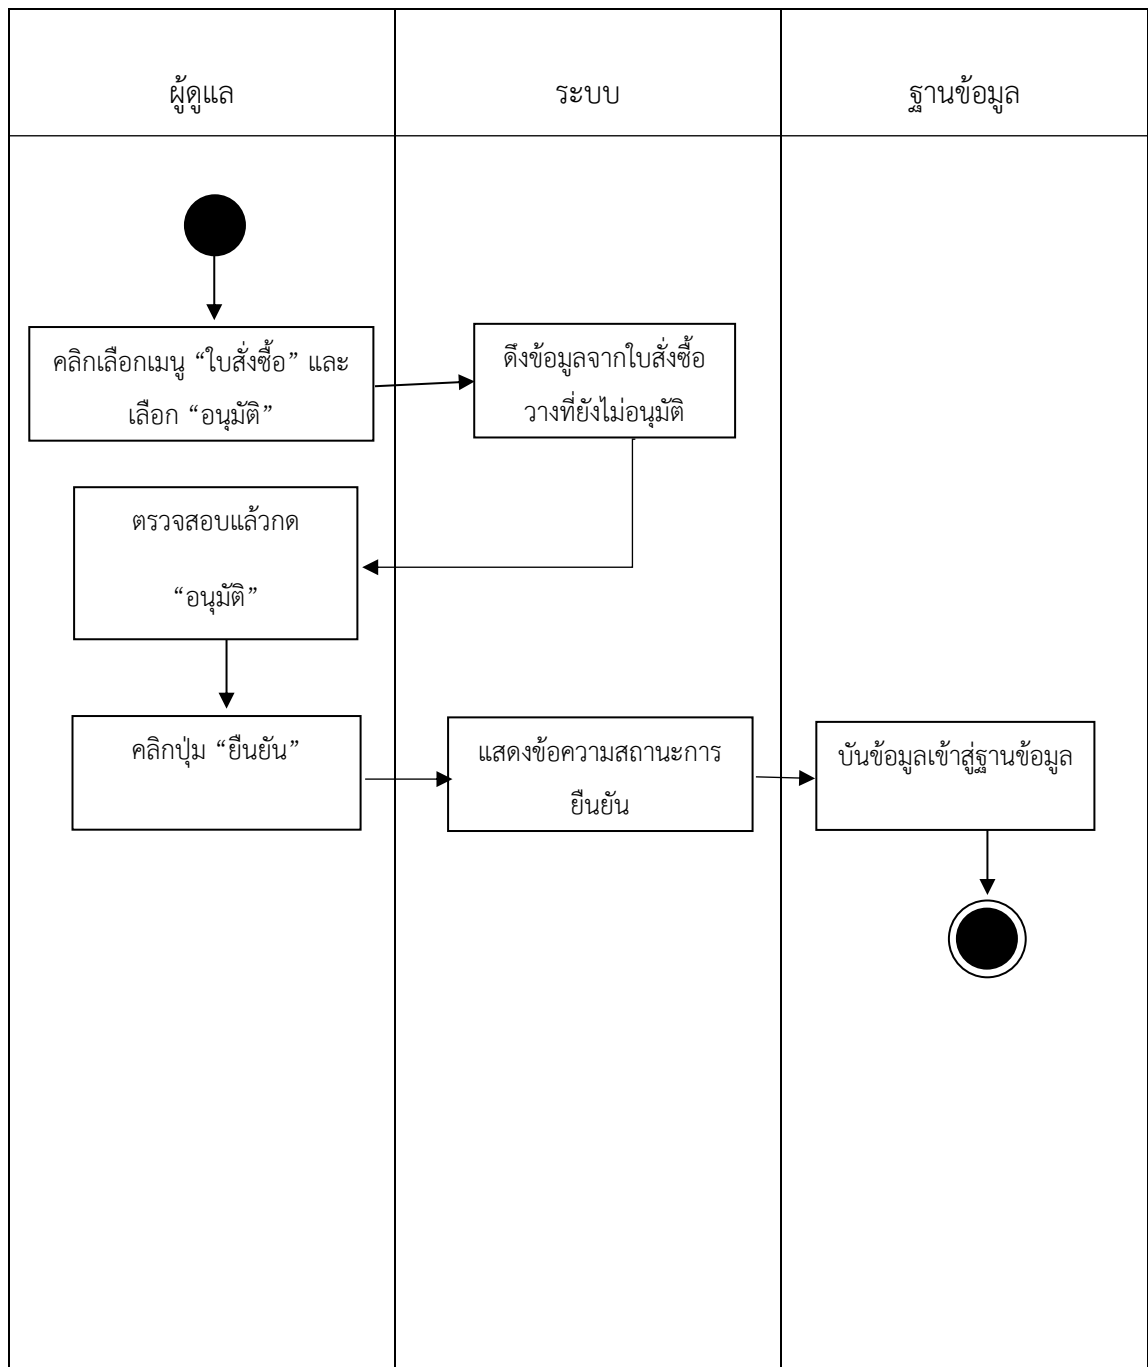 ผู้ดูแล
ระบบ
ฐานข้อมูล
คลิกเลือกเมนู “ใบสั่งซื้อ” และ
เลือก “อนุมัติ”
ดึงข้อมูลจากใบสั่งซื้อ
วางที่ยังไม่อนุมัติ
ตรวจสอบแล้วกด
“อนุมัติ”
คลิกปุ่ม “ยืนยัน”
แสดงข้อความสถานะการ
ยืนยัน
บันข้อมูลเข้าสู่ฐานข้อมูล